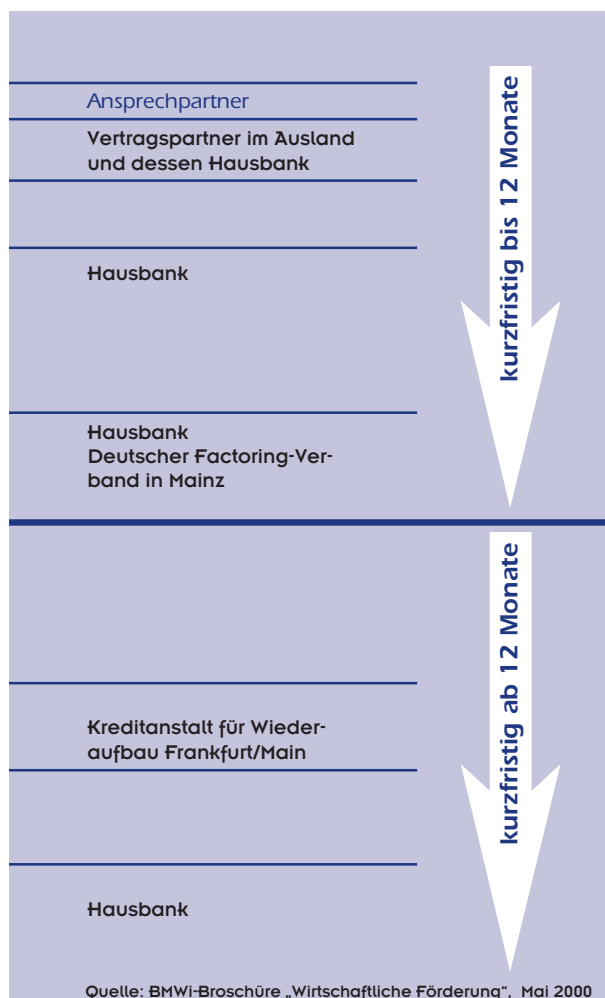 Ansprechpartner
Vertragspartner im Ausland
und dessen Hausbank
Hausbank
Hausbank
Deutscher Factoring-Ver-
band in Mainz
kurzfristig bis 12 Monate
Kreditanstalt für Wieder-
aufbau Frankfurt/Main
Hausbank
kurzfristig ab 12 Monate
Quelle: BMWi-Broschüre „Wirtschaftliche Förderung“, Mai 2000